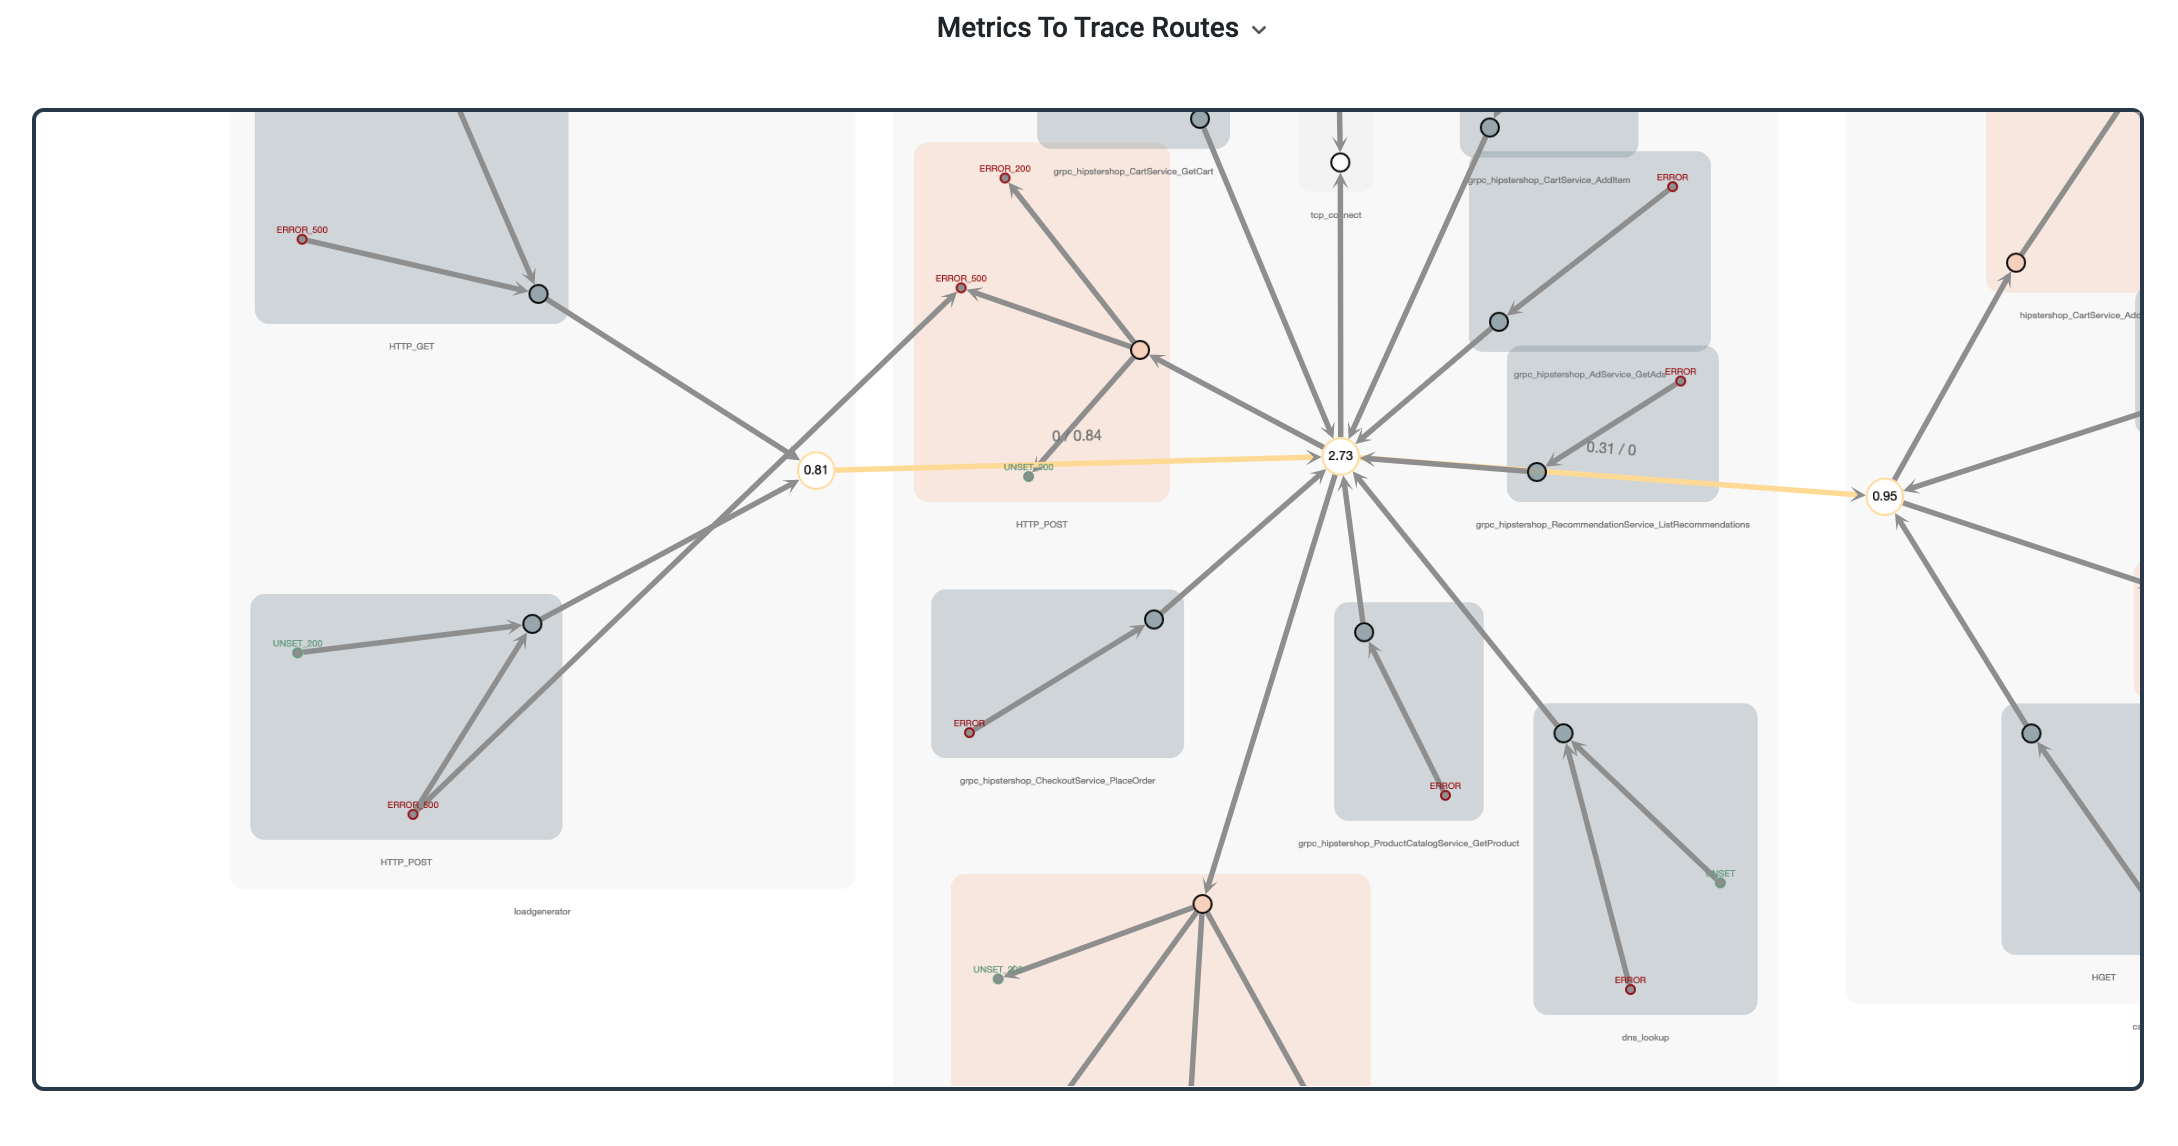 Metrics To Trace Routes
ERROR_500
HTTP_GET
0.81
UNSET_200
ERROR_500
HTTP_POST
loadgenerator
grpc_hipstershop_CartService_GetCart
ERROR_200
ERROR_500
0 / 0.84
UNSET_200
HTTP_POST
tcp_connect
grpc_hipstershop_CartService_AddItem
ERROR
grpc_hipstershop_AdService_GetAds
ERROR
0.31 / 0
2.73
grpc_hipstershop_RecommendationService_ListRecommendations
ERROR
grpc_hipstershop_CheckoutService_PlaceOrder
ERROR
grpc_hipstershop_ProductCatalogService_GetProduct
UNSET
ERROR
dns_lookup
UNSET_200
hipstershop_CartService_Add
0.95
HGET
ca